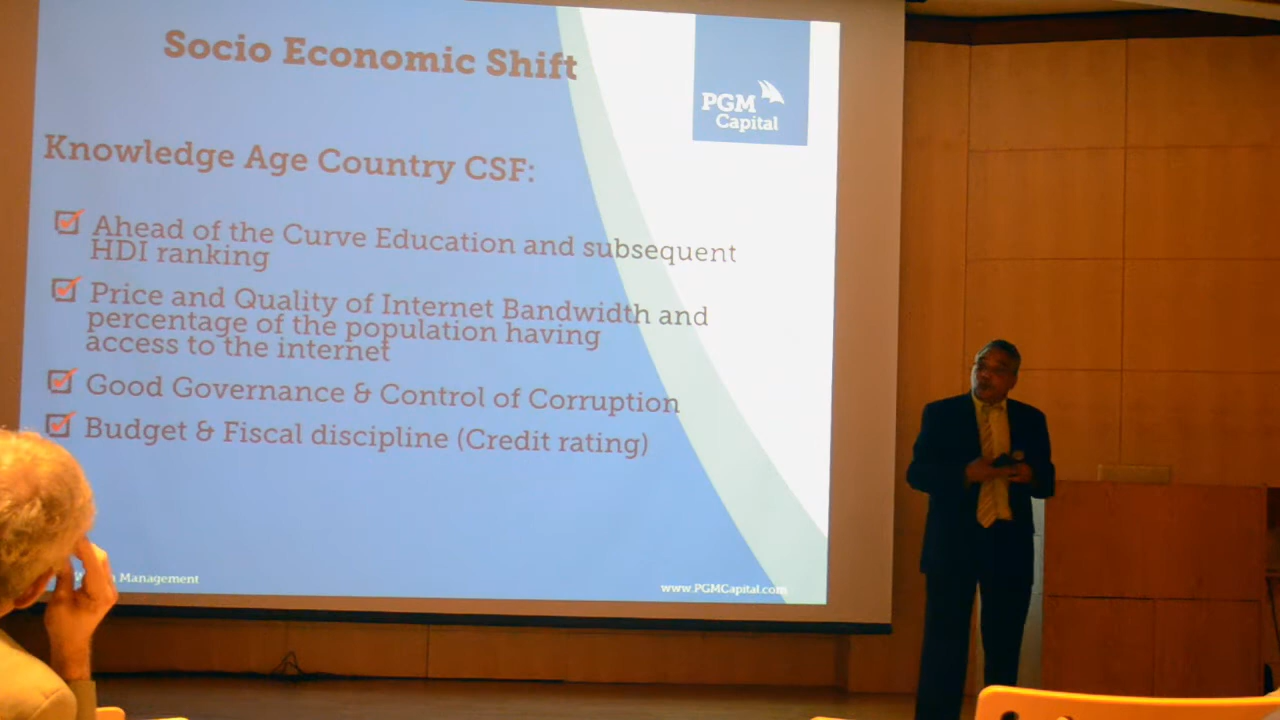 Socio Economic Shift
PGM
Capital
Knowledge Age Country CSF:
Ahead of the Curve Education and subsequent
HDI ranking
Price and Quality of Internet Bandwidth and
percentage of the population having
access to the internet
Good Governance & Control of Corruption
Budget & Fiscal discipline (Credit rating)
Management
www.PGMCapital.com